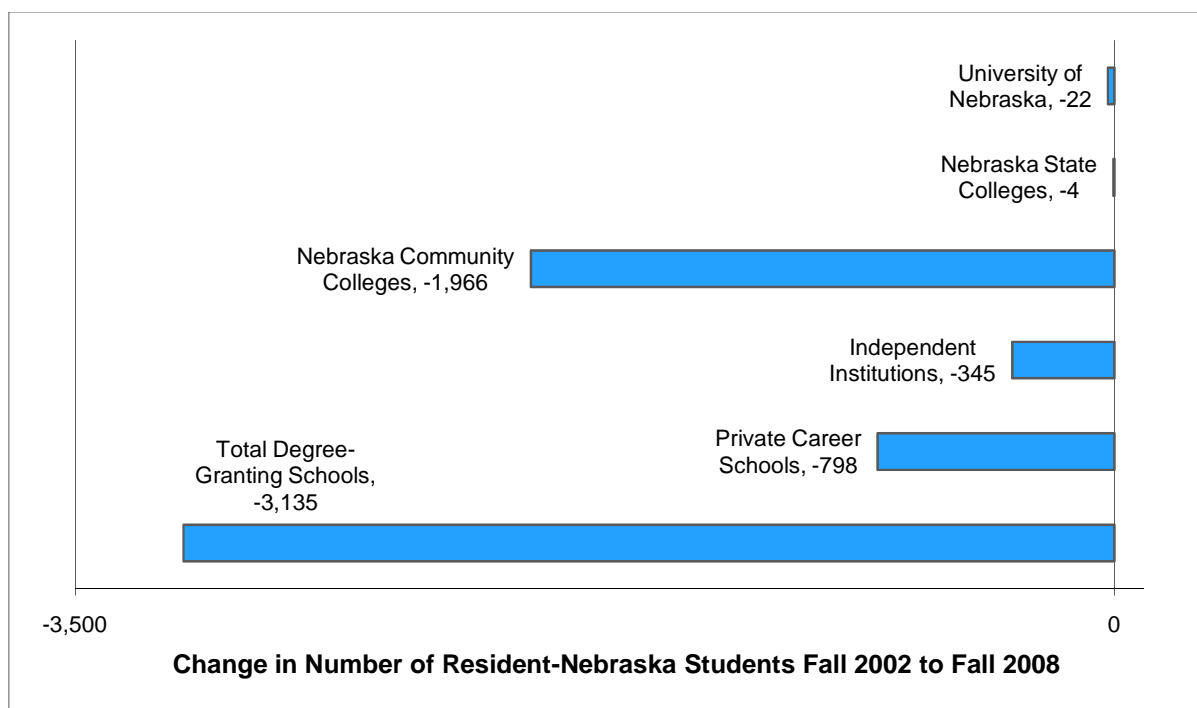 University of
Nebraska, -22
Nebraska State
Colleges, -4
Nebraska Community
Colleges, -1,966
Independent
Institutions, -345
Private Career
Schools, -798
Total Degree-
Granting Schools,
-3,135
-3,500
0
Change in Number of Resident-Nebraska Students Fall 2002 to Fall 2008